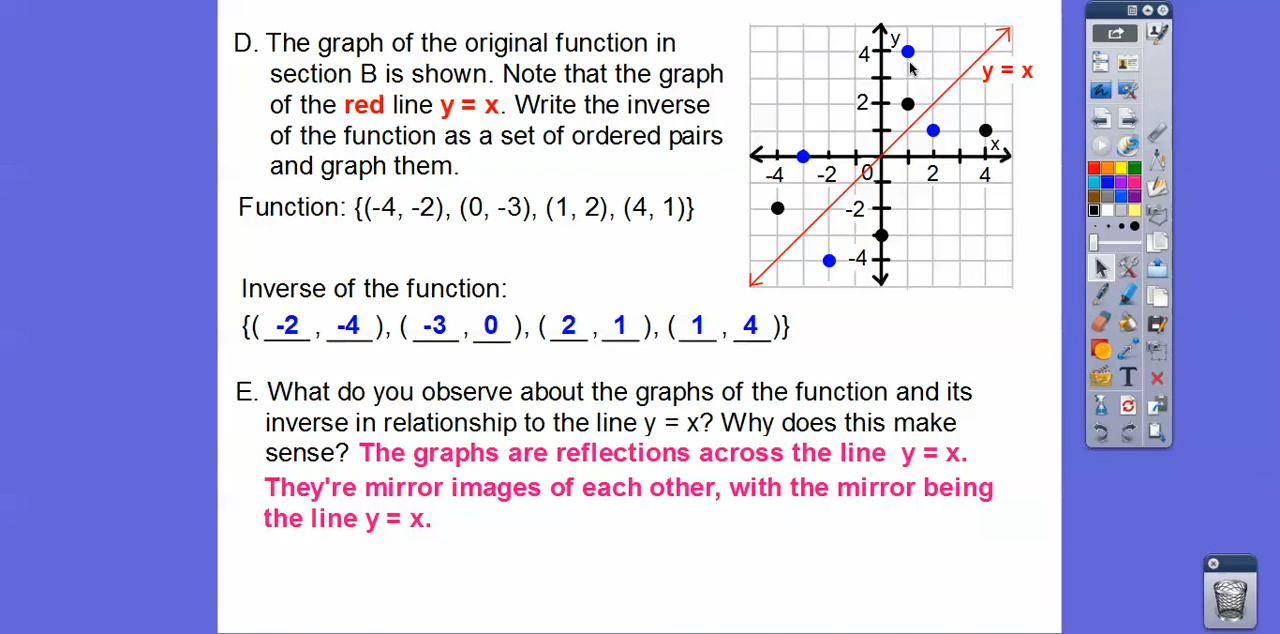 D. The graph of the original function in
section B is shown. Note that the graph
of the red line y = x. Write the inverse
of the function as a set of ordered pairs
and graph them.
Function: {(-4, -2), (0, -3), (1, 2), (4, 1)}
Inverse of the function:
{( -2 , -4 ), ( -3 , 0 ), ( 2 , 1 ), ( 1 , 4 )}
E. What do you observe about the graphs of the function and its
inverse in relationship to the line y = x? Why does this make
sense? The graphs are reflections across the line y = x.
They're mirror images of each other, with the mirror being
the line y = x.
y
4
y = x
2
x
-4 -2 0 2 4
-2
-4
T